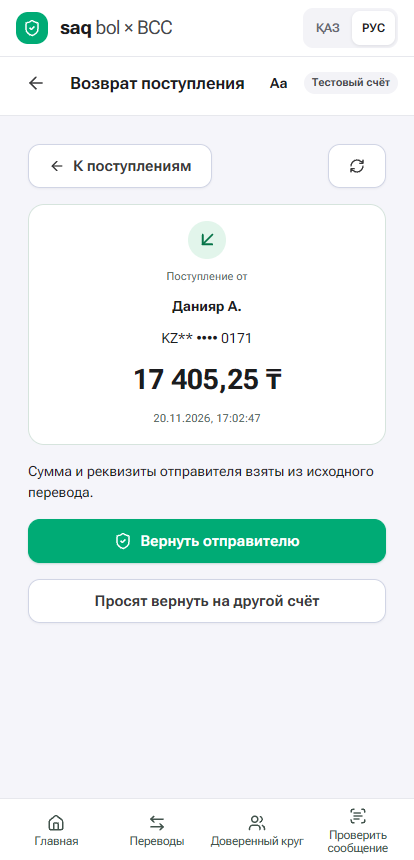 saq bol × BCC
ҚАЗ
РУС
Возврат поступления
Aa
Тестовый счёт
К поступлениям
Поступление от
Данияр А.
KZ** •••• 0171
17 405,25 ₸
20.11.2026, 17:02:47
Сумма и реквизиты отправителя взяты из исходного
перевода.
Вернуть отправителю
Просят вернуть на другой счёт
Главная
Переводы
Доверенный круг
Проверить
сообщение